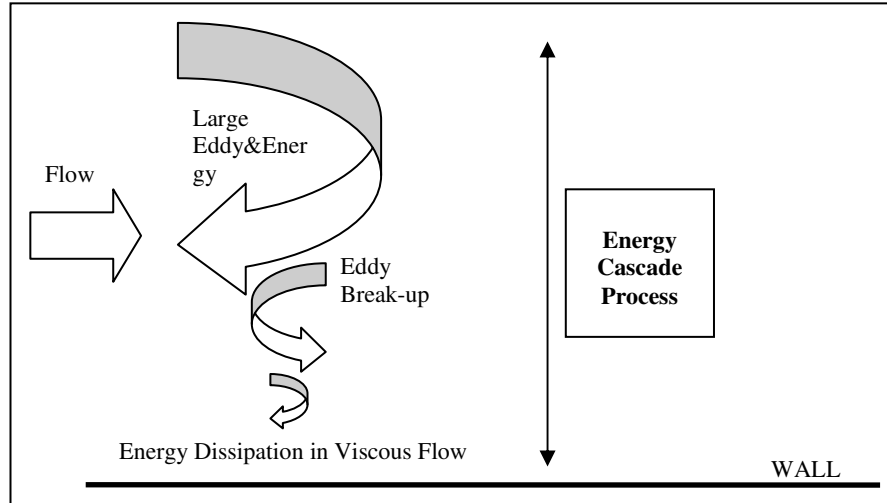 Large
Eddy&Ener
gy
Flow
Eddy
Break-up
Energy
Cascade
Process
Energy Dissipation in Viscous Flow
WALL